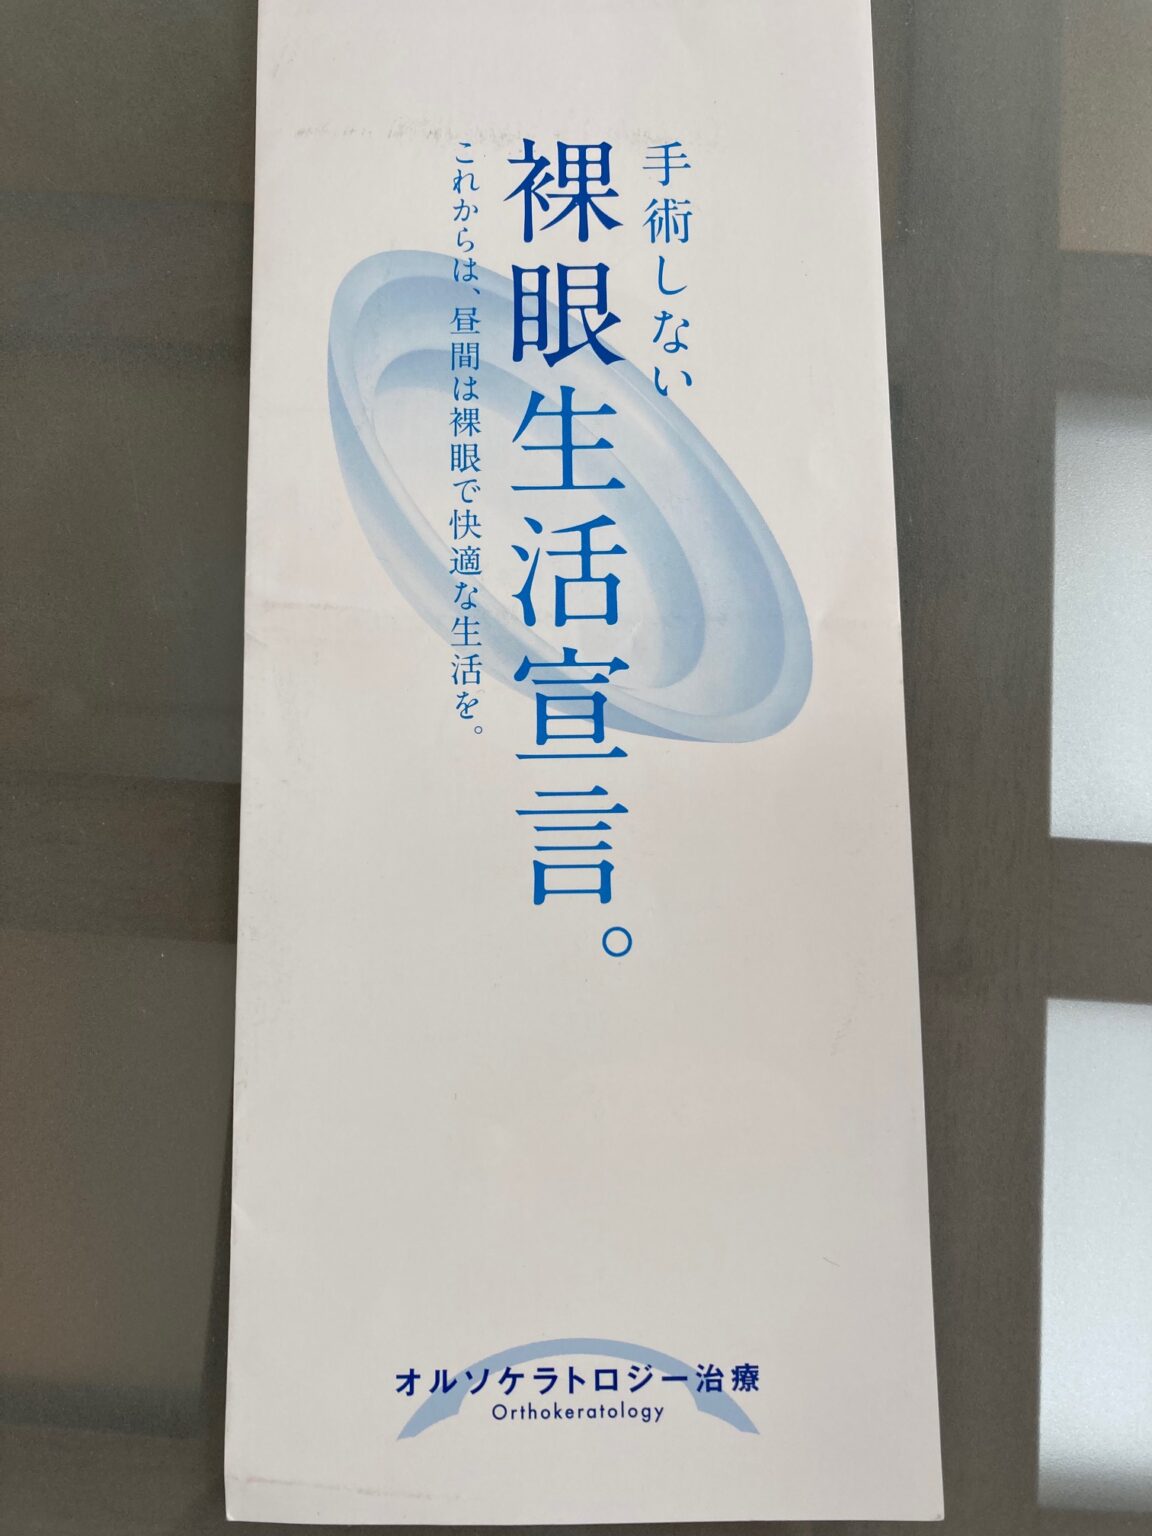 手術しない
裸眼生活宣言。
これからは、昼間は裸眼で快適な生活を。
オルソケラトロジー治療
Orthokeratology